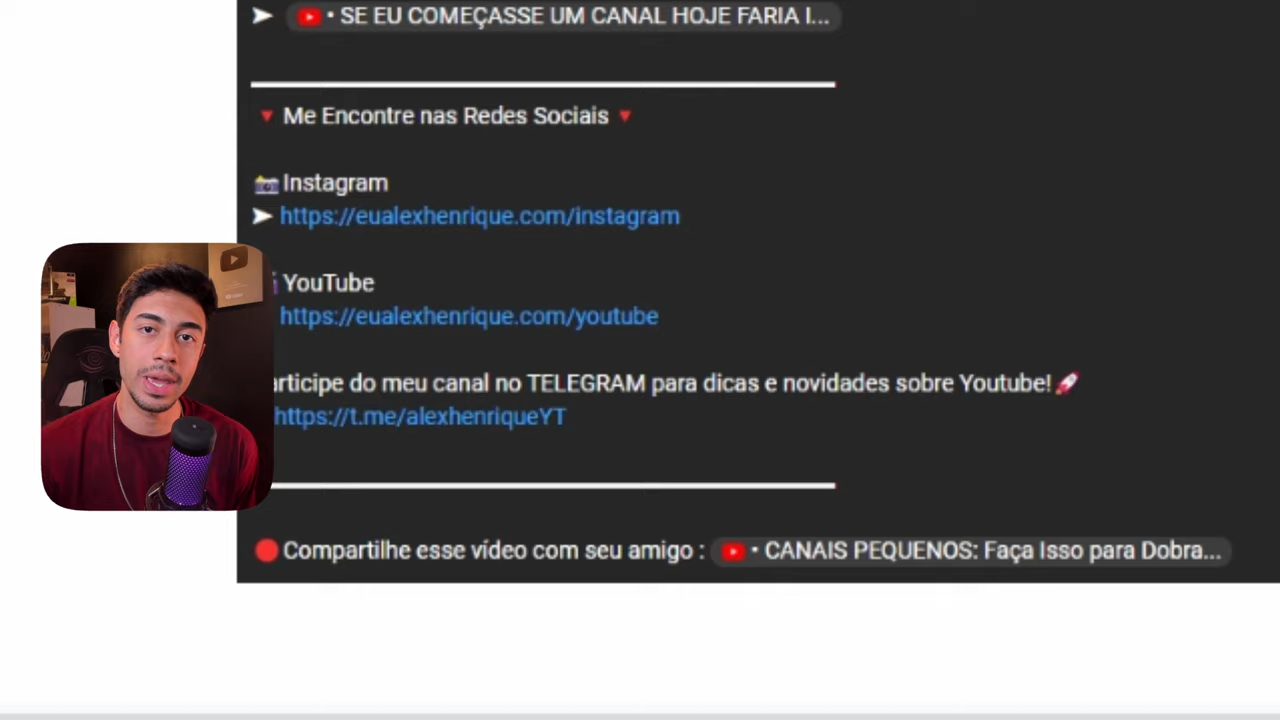 ➤ • SE EU COMEÇASSE UM CANAL HOJE FARIA I...
🔻 Me Encontre nas Redes Sociais 🔻
📸 Instagram
➤ https://eualexhenrique.com/instagram
YouTube
https://eualexhenrique.com/youtube
articipe do meu canal no TELEGRAM para dicas e novidades sobre Youtube!🚀
https://t.me/alexhenriqueYT
🔴 Compartilhe esse vídeo com seu amigo : • CANAIS PEQUENOS: Faça Isso para Dobra...